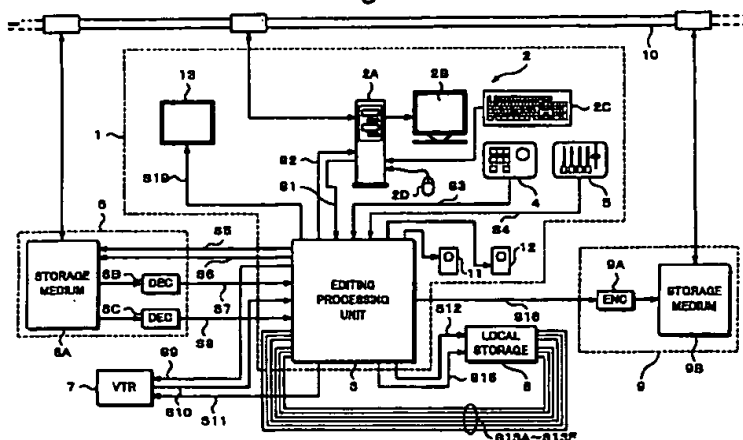 10
13
2A
2B
2
2C
1
S2
S1
2D
S19
S3
4
5
S4
6
S5
STORAGE
MEDIUM
6B
DEC
S6
S7
EDITING
PROCESSING
UNIT
11
12
9A
ENC
STORAGE
MEDIUM
6C
DEC
S8
S12
S16
6A
LOCAL
STORAGE
9B
9
S9
7
VTR
S10
S11
3
S15
8
S13A~S13F